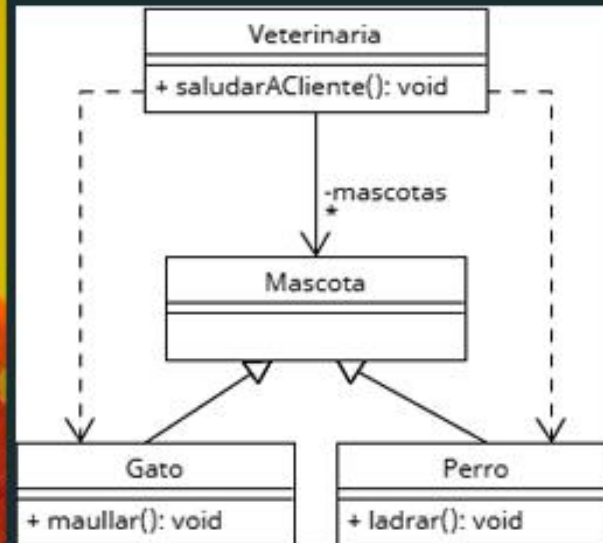 Veterinaria
+ saludarACliente(): void
-mascotas
*
Mascota
Gato
+ maullar(): void
Perro
+ ladrar(): void